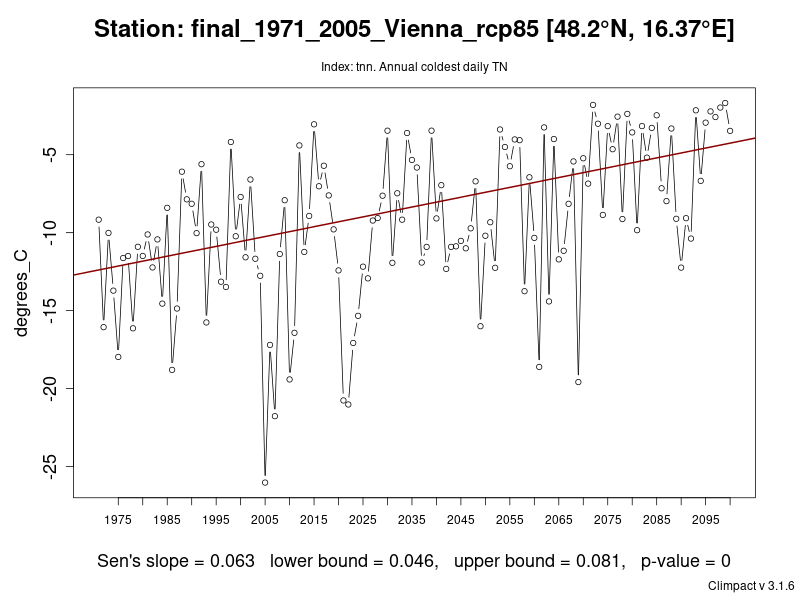 Station: final_1971_2005_Vienna_rcp85 [48.2°N, 16.37°E]
Index: tnn. Annual coldest daily TN
-5
-10
-15
-20
-25
degrees_C
1975 1985 1995 2005 2015 2025 2035 2045 2055 2065 2075 2085 2095
Sen's slope = 0.063 lower bound = 0.046, upper bound = 0.081, p-value = 0
Climpact v 3.1.6